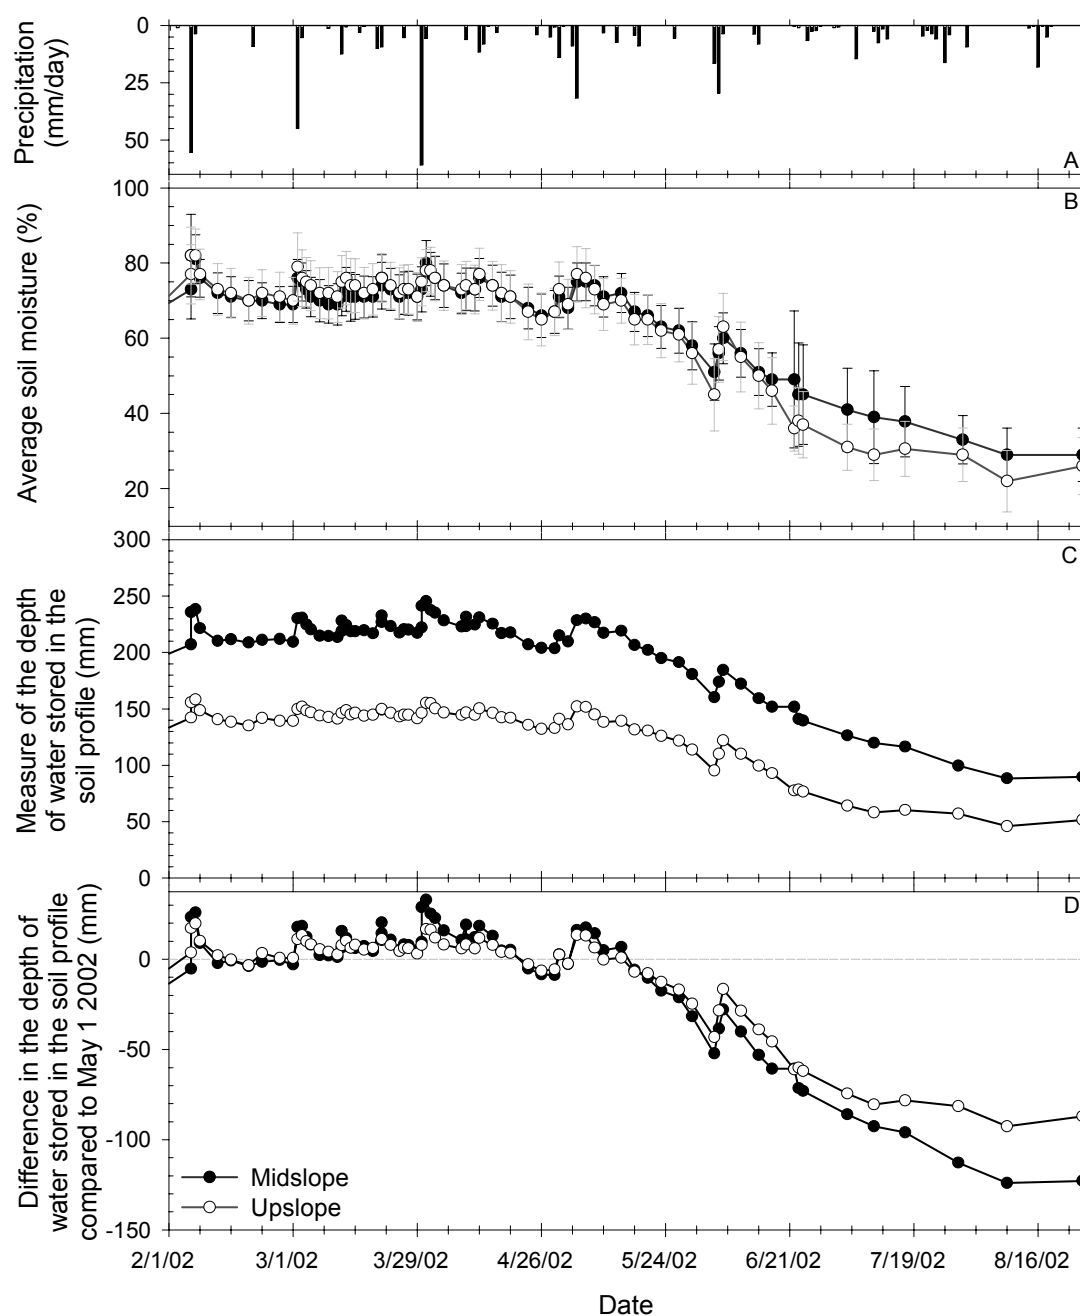 Precipitation
(mm/day)
0
25
50
A
Average soil moisture (%)
100
80
60
40
20
B
Measure of the depth
of water stored in the
soil profile (mm)
300
250
200
150
100
50
0
C
Difference in the depth of
water stored in the soil profile
compared to May 1 2002 (mm)
0
-50
-100
-150
D
Midslope
Upslope
2/1/02 3/1/02 3/29/02 4/26/02 5/24/02 6/21/02 7/19/02 8/16/02
Date